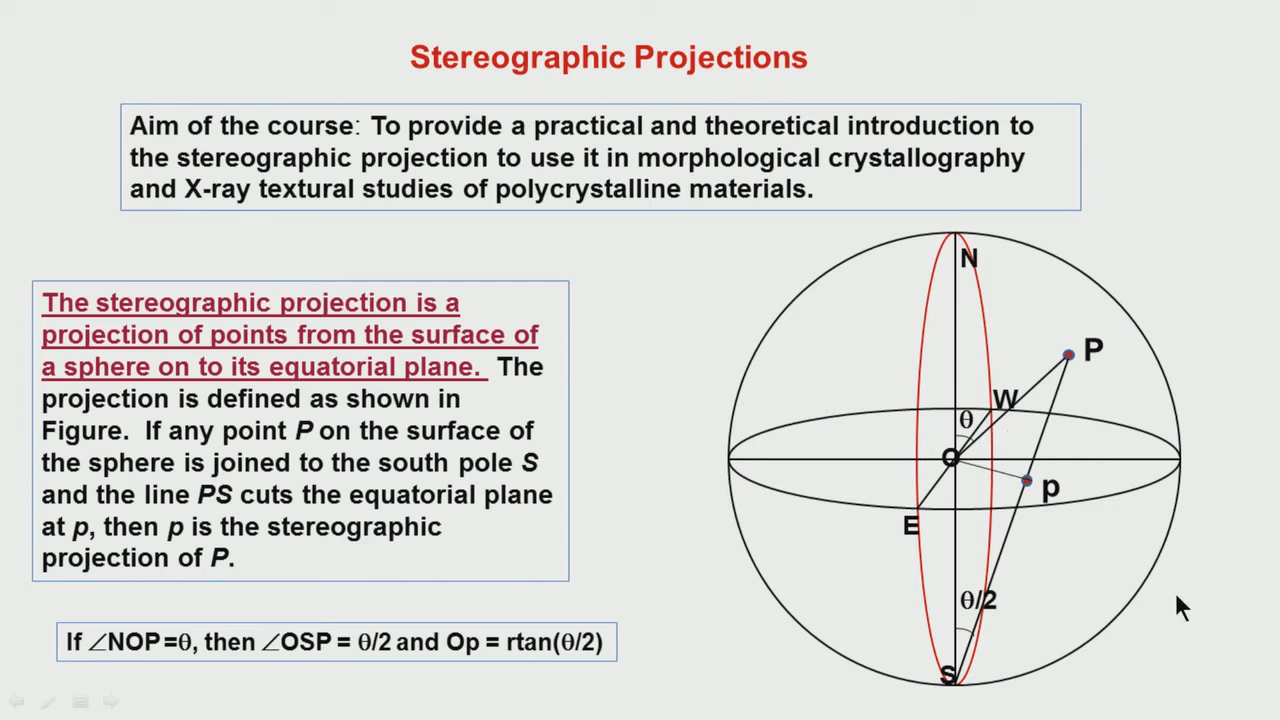 Stereographic Projections
Aim of the course: To provide a practical and theoretical introduction to
the stereographic projection to use it in morphological crystallography
and X-ray textural studies of polycrystalline materials.
The stereographic projection is a
projection of points from the surface of
a sphere on to its equatorial plane. The
projection is defined as shown in
Figure. If any point P on the surface of
the sphere is joined to the south pole S
and the line PS cuts the equatorial plane
at p, then p is the stereographic
projection of P.
If ∠NOP =θ, then ∠OSP = θ/2 and Op = rtan(θ/2)
N
P
W
θ
O
p
E
θ/2
S